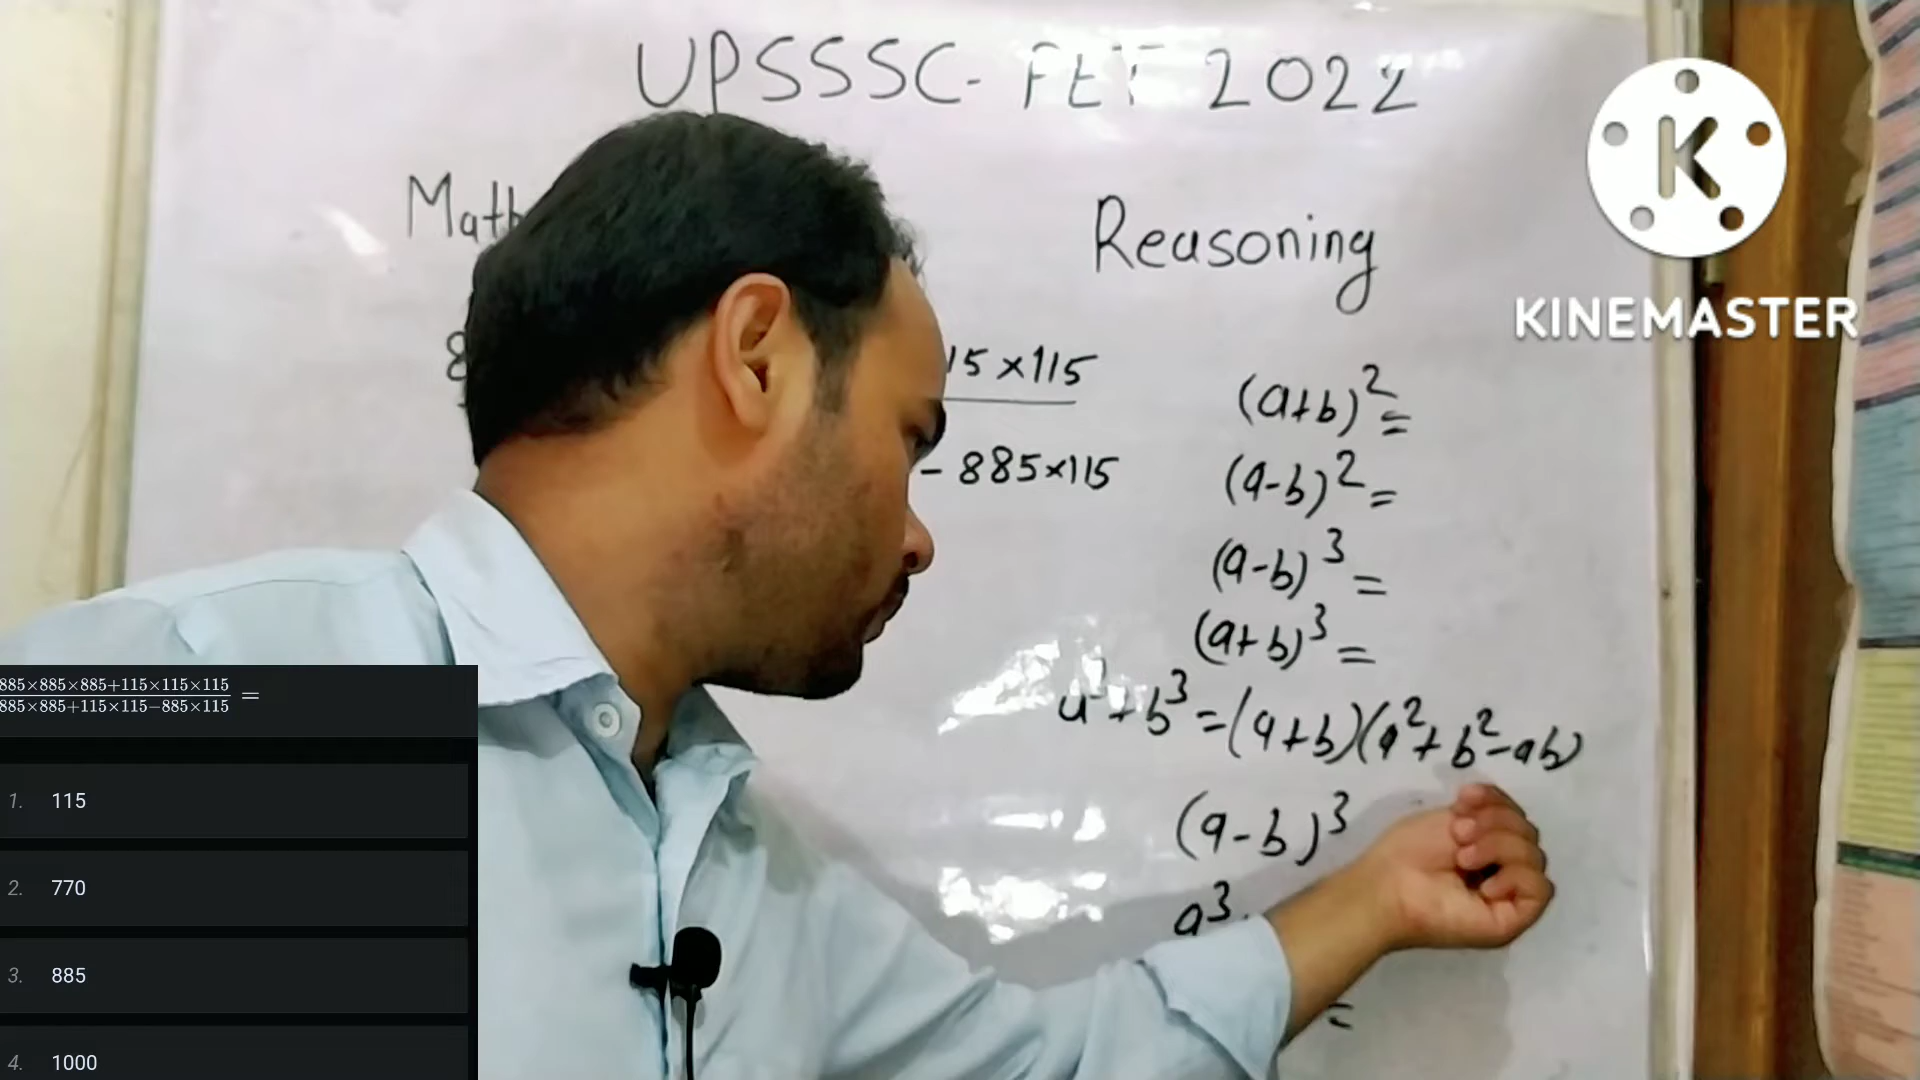 UPSSSC- PET 2022
Math
Reasoning
KINEMASTER
15×115
- 885×115
(a+b)²=
(a-b)²=
(a-b)³=
(a+b)³=
a³+b³=(a+b)(a²+b²-ab)
(a-b)³
a³
=
885×885×885+115×115×115
885×885+115×115−885×115
=
1. 115
2. 770
3. 885
4. 1000